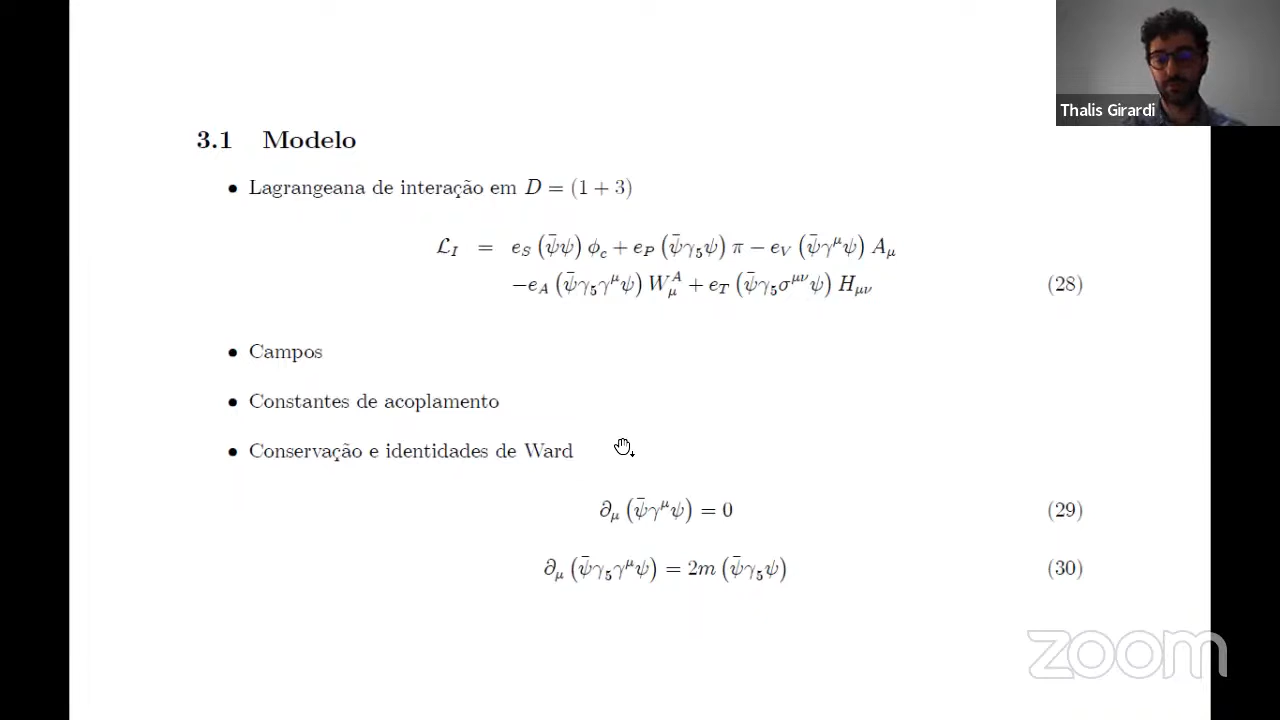 Thalis Girardi
3.1 Modelo
• Lagrangeana de interação em D = (1 + 3)
ℒ_I = e_S (ψ̄ψ) ϕ_c + e_P (ψ̄γ_5ψ) π − e_V (ψ̄γ^μψ) A_μ
−e_A (ψ̄γ_5γ^μψ) W_μ^A + e_T (ψ̄γ_5σ^{μν}ψ) H_{μν} (28)
• Campos
• Constantes de acoplamento
• Conservação e identidades de Ward
∂_μ (ψ̄γ^μψ) = 0 (29)
∂_μ (ψ̄γ_5γ^μψ) = 2m (ψ̄γ_5ψ) (30)
zoom